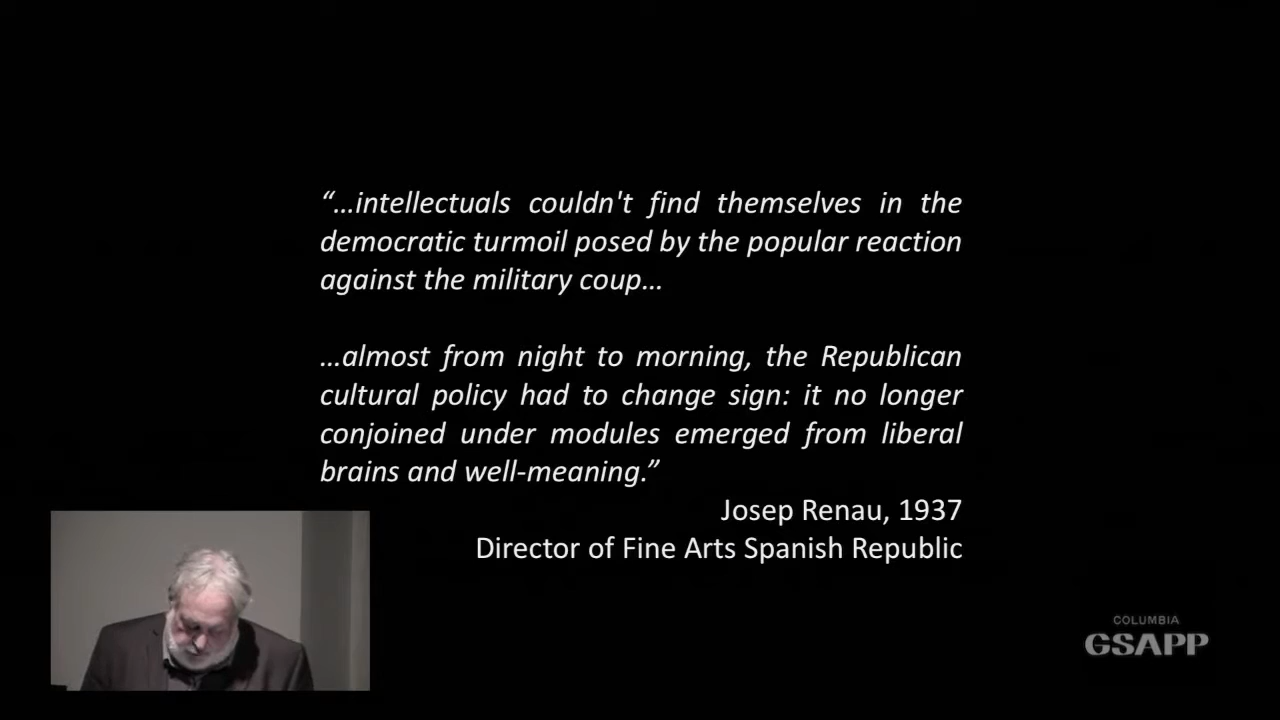 “...intellectuals couldn't find themselves in the
democratic turmoil posed by the popular reaction
against the military coup...
...almost from night to morning, the Republican
cultural policy had to change sign: it no longer
conjoined under modules emerged from liberal
brains and well-meaning.”
Josep Renau, 1937
Director of Fine Arts Spanish Republic
COLUMBIA
GSAPP